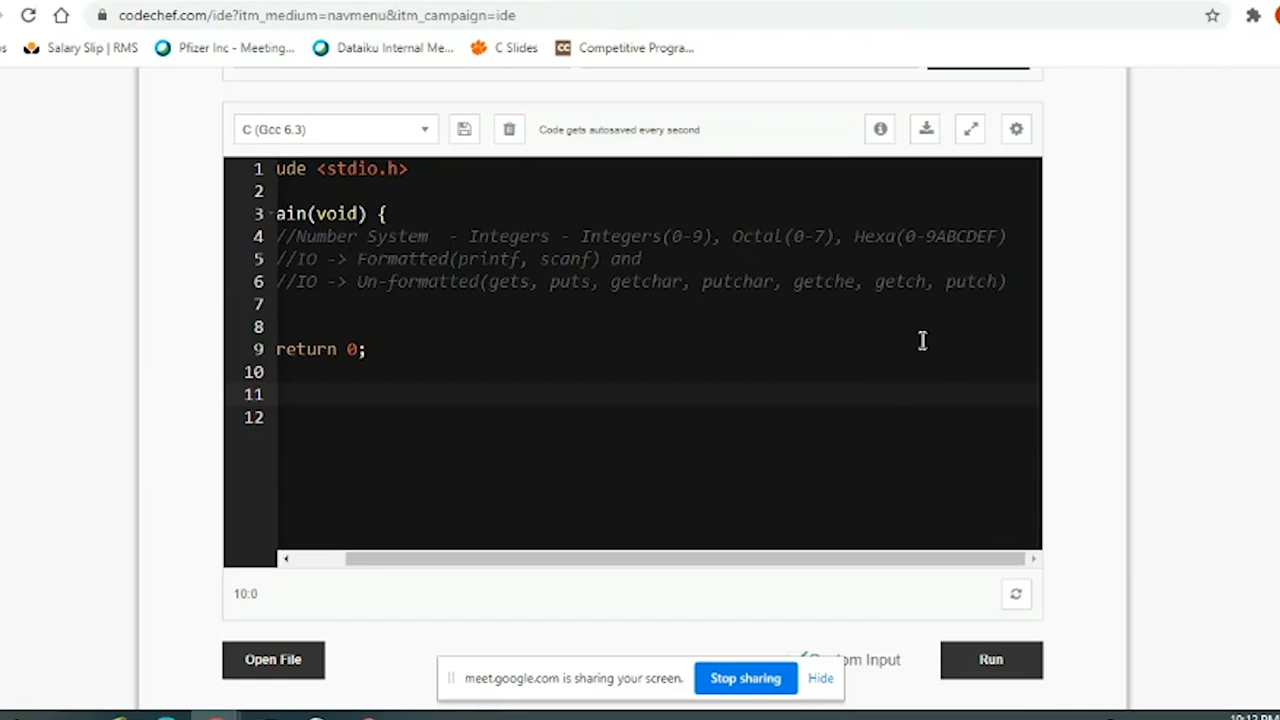 codechef.com/ide?itm_medium=navmenu&itm_campaign=ide
Salary Slip | RMS Pfizer Inc - Meeting... Dataiku Internal Me... C Slides CC Competitive Progra...
C (Gcc 6.3) Code gets autosaved every second
1 ude <stdio.h>
2
3 ain(void) {
4 //Number System - Integers - Integers(0-9), Octal(0-7), Hexa(0-9ABCDEF)
5 //IO -> Formatted(printf, scanf) and
6 //IO -> Un-formatted(gets, puts, getchar, putchar, getche, getch, putch)
7
8
9 return 0;
10
11
12
10:0
Open File Input Run
meet.google.com is sharing your screen. Stop sharing Hide